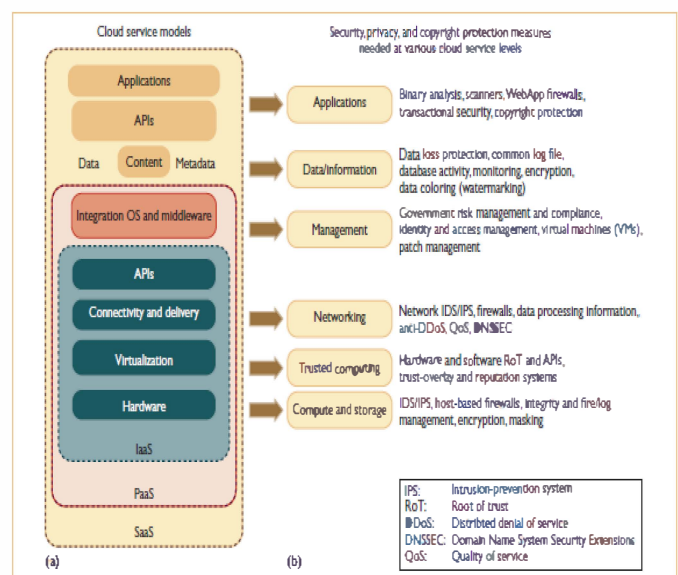 Cloud service models
Applications
APIs
Data
Content
Metadata
Integration OS and middleware
APIs
Connectivity and delivery
Virtualization
Hardware
IaaS
PaaS
SaaS
(a)
Security, privacy, and copyright protection measures
needed at various cloud service levels
Applications
Binary analysis, scanners, WebApp firewalls,
transactional security, copyright protection
Data/information
Data loss protection, common log file,
database activity, monitoring, encryption,
data coloring (watermarking)
Management
Government risk management and compliance,
identity and access management, virtual machines (VMs),
patch management
Networking
Network IDS/IPS, firewalls, data processing information,
anti-DDoS, QoS, DNSSEC
Trusted computing
Hardware and software RoT and APIs,
trust-overlay and reputation systems
Compute and storage
IDS/IPS, host-based firewalls, integrity and fire/log
management, encryption, masking
(b)
IPS: Intrusion-prevention system
RoT: Root of trust
DDoS: Distribted denial of service
DNSSEC: Domain Name System Security Extensions
QoS: Quality of service